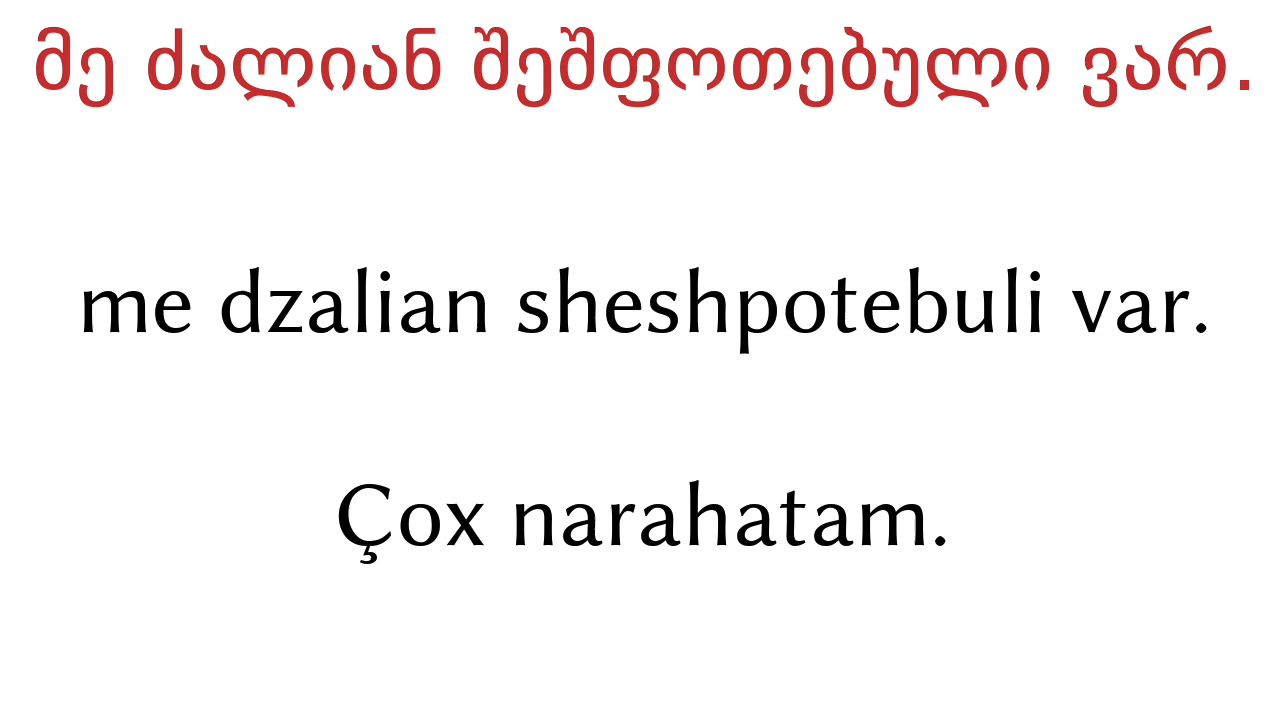 მე ძალიან შეშფოთებული ვარ.
me dzalian sheshpotebuli var.
Çox narahatam.